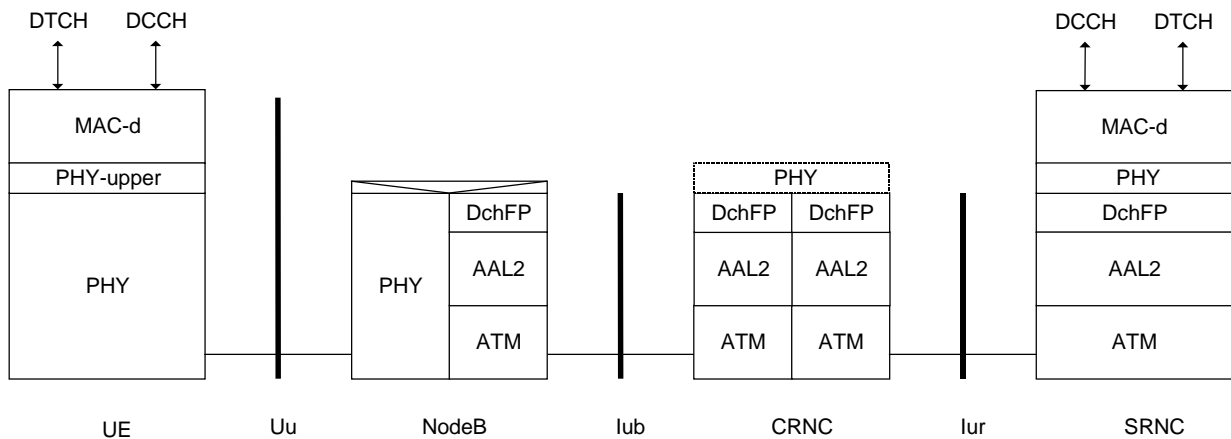 DTCH DCCH DCCH DTCH
MAC-d MAC-d
PHY-upper PHY PHY
DchFP DchFP DchFP DchFP
PHY PHY AAL2 AAL2 AAL2 AAL2
ATM ATM ATM ATM
UE Uu NodeB Iub CRNC Iur SRNC